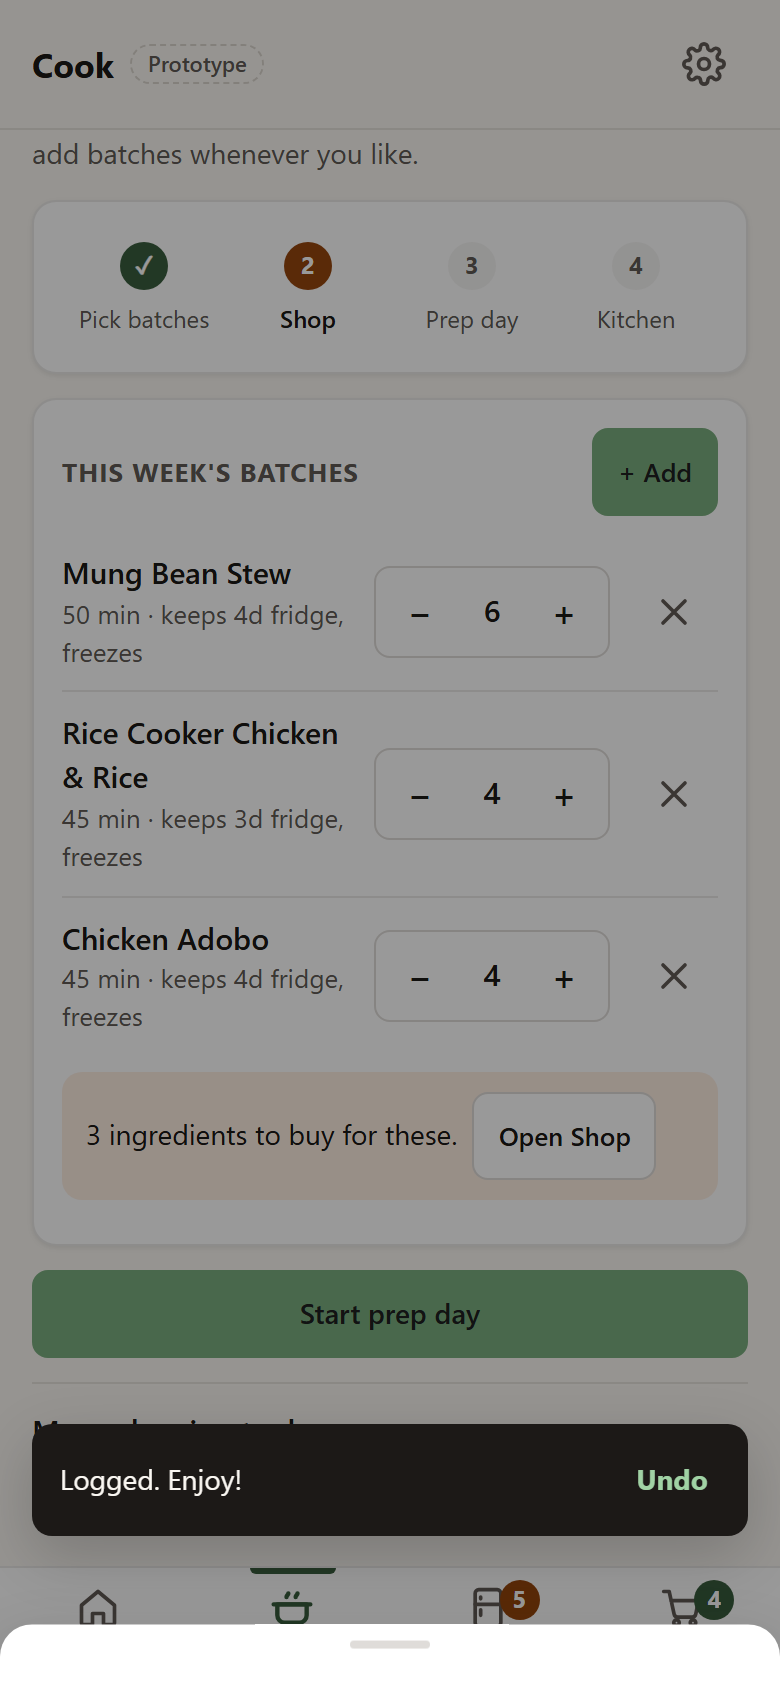 Cook
Prototype
add batches whenever you like.
✓
2
3
4
Pick batches
Shop
Prep day
Kitchen
THIS WEEK'S BATCHES
+ Add
Mung Bean Stew
50 min · keeps 4d fridge,
freezes
− 6 +
Rice Cooker Chicken
& Rice
45 min · keeps 3d fridge,
freezes
− 4 +
Chicken Adobo
45 min · keeps 4d fridge,
freezes
− 4 +
3 ingredients to buy for these.
Open Shop
Start prep day
Logged. Enjoy!
Undo
5
4